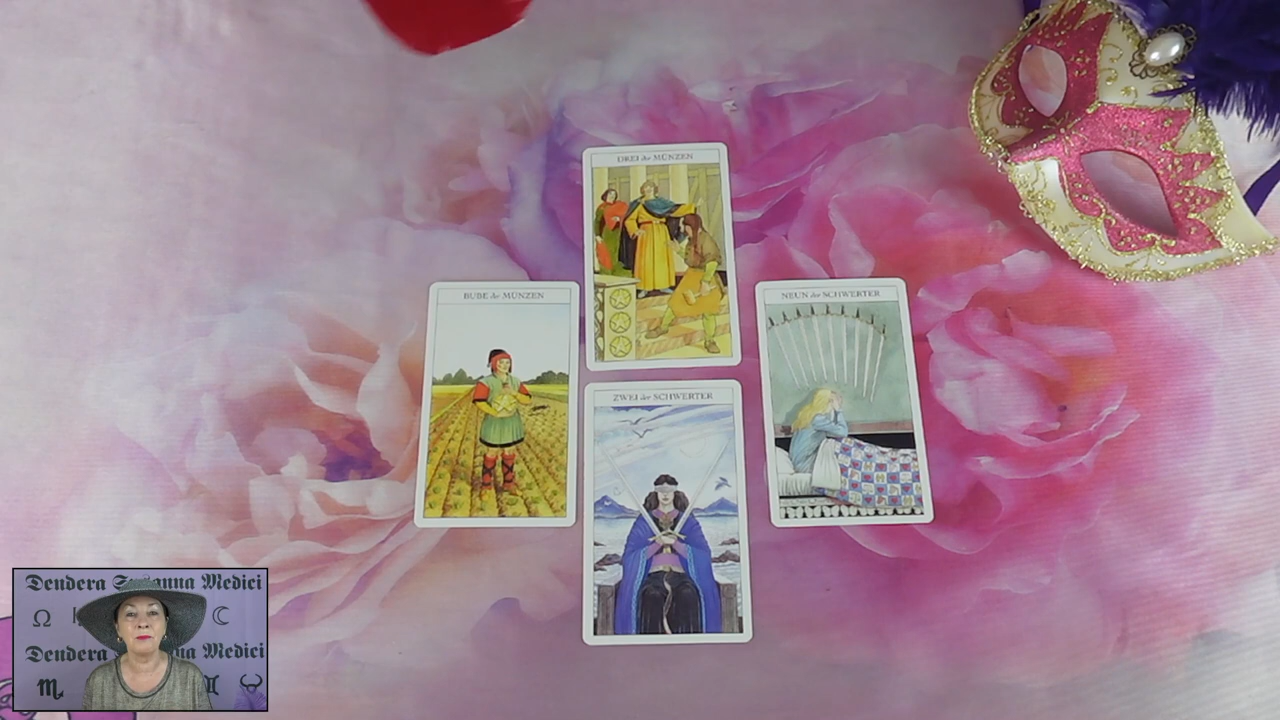 DREI der MÜNZEN
BUBE der MÜNZEN
NEUN der SCHWERTER
ZWEI der SCHWERTER
Dendera Medici
Dendera Medici